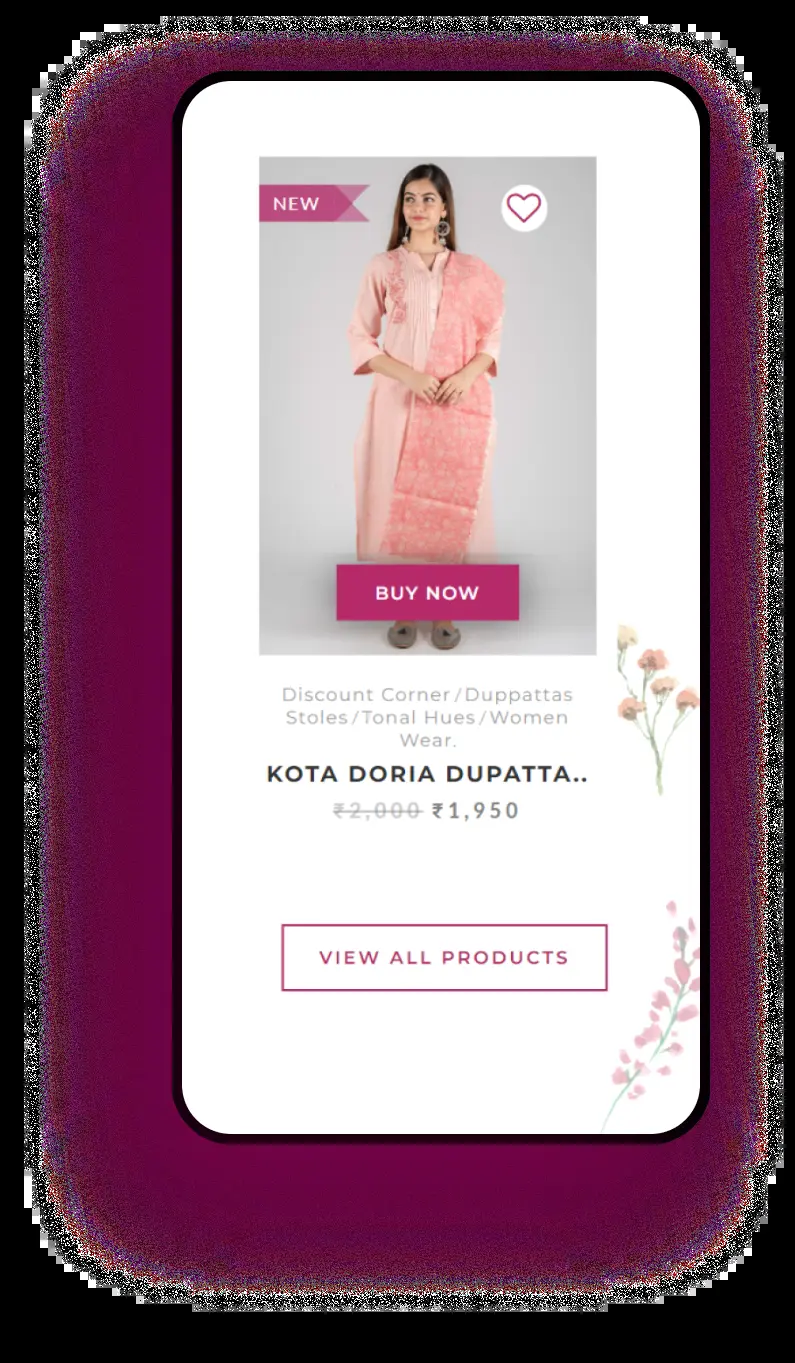 NEW
BUY NOW
Discount Corner/Duppattas
Stoles/Tonal Hues/Women
Wear.
KOTA DORIA DUPATTA..
₹2,000 ₹1,950
VIEW ALL PRODUCTS